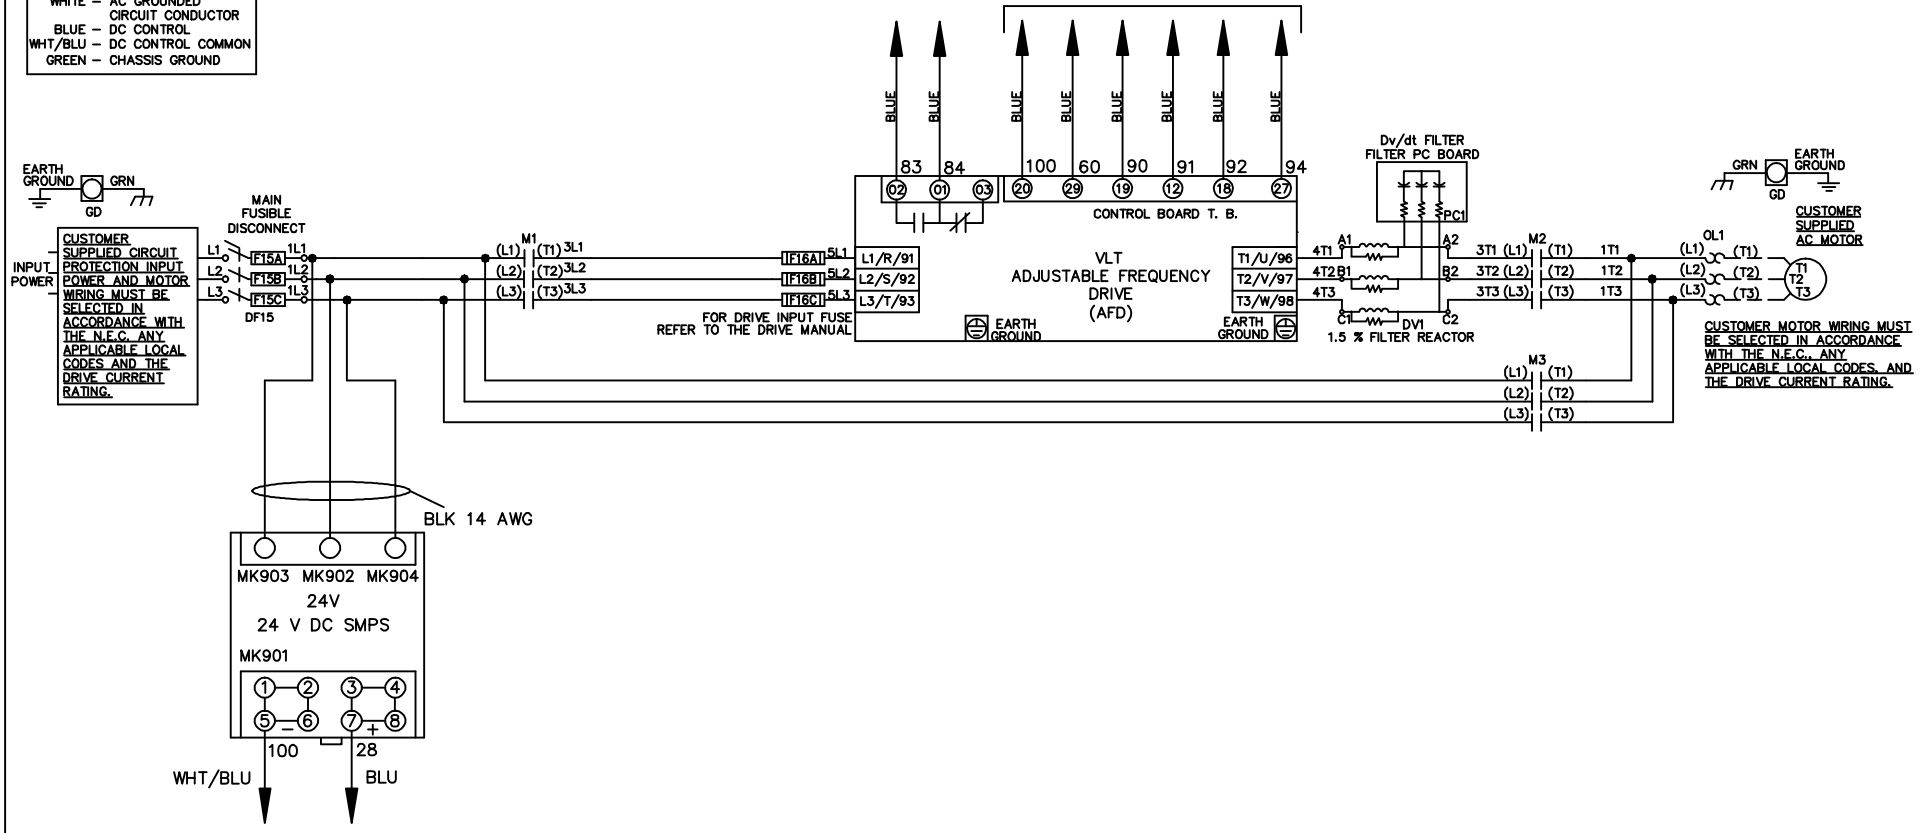 WHITE – AC GROUNDED
CIRCUIT CONDUCTOR
BLUE – DC CONTROL
WHT/BLU – DC CONTROL COMMON
GREEN – CHASSIS GROUND
BLUE
BLUE
BLUE
BLUE
BLUE
BLUE
BLUE
BLUE
83
84
100
60
90
91
92
94
02
01
03
20
29
19
12
18
27
CONTROL BOARD T. B.
Dv/dt FILTER
FILTER PC BOARD
PC1
EARTH
GROUND
GRN
GD
GRN
EARTH
GROUND
GD
INPUT
POWER
CUSTOMER
SUPPLIED CIRCUIT
PROTECTION INPUT
POWER AND MOTOR
WIRING MUST BE
SELECTED IN
ACCORDANCE WITH
THE N.E.C. ANY
APPLICABLE LOCAL
CODES AND THE
DRIVE CURRENT
RATING.
MAIN
FUSIBLE
DISCONNECT
L1 F15A 1L1
L2 F15B 1L2
L3 F15C 1L3
DF15
M1
(L1) (T1) 3L1
(L2) (T2) 3L2
(L3) (T3) 3L3
F16A 5L1
F16B 5L2
F16C 5L3
FOR DRIVE INPUT FUSE
REFER TO THE DRIVE MANUAL
L1/R/91
L2/S/92
L3/T/93
VLT
ADJUSTABLE FREQUENCY
DRIVE
(AFD)
EARTH
GROUND
EARTH
GROUND
T1/U/96
T2/V/97
T3/W/98
4T1 A1 A2
4T2 B1 B2
4T3 C1 C2
DV1
1.5 % FILTER REACTOR
M2
3T1 (L1) (T1) 1T1
3T2 (L2) (T2) 1T2
3T3 (L3) (T3) 1T3
OL1
(L1) (T1)
(L2) (T2)
(L3) (T3)
T1
T2
T3
CUSTOMER
SUPPLIED
AC MOTOR
CUSTOMER MOTOR WIRING MUST
BE SELECTED IN ACCORDANCE
WITH THE N.E.C., ANY
APPLICABLE LOCAL CODES, AND
THE DRIVE CURRENT RATING.
M3
(L1) (T1)
(L2) (T2)
(L3) (T3)
BLK 14 AWG
MK903 MK902 MK904
24V
24 V DC SMPS
MK901
1 2 3 4
5 – 6 7 + 8
100 28
WHT/BLU BLU